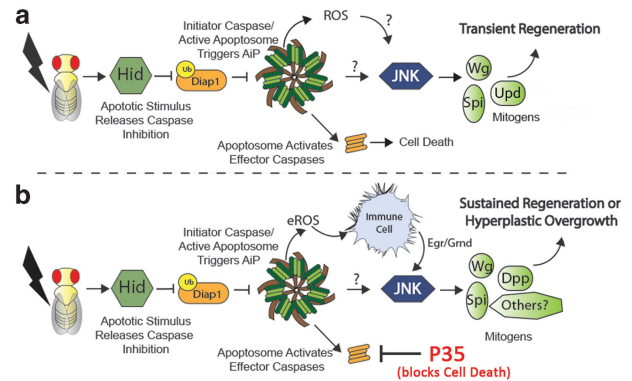 a
Initiator Caspase/
Active Apoptosome
Triggers AiP
ROS
?
Transient Regeneration
Hid
Ub
Diap1
?
JNK
Wg
Spi
Upd
Mitogens
Apototic Stimulus
Releases Caspase
Inhibition
Apoptosome Activates
Effector Caspases
Cell Death
b
Initiator Caspase/
Active Apoptosome
Triggers AiP
eROS
Immune
Cell
Egr/Grnd
Sustained Regeneration or
Hyperplastic Overgrowth
Hid
Ub
Diap1
?
JNK
Wg
Dpp
Spi
Others?
Mitogens
Apototic Stimulus
Releases Caspase
Inhibition
Apoptosome Activates
Effector Caspases
P35
(blocks Cell Death)